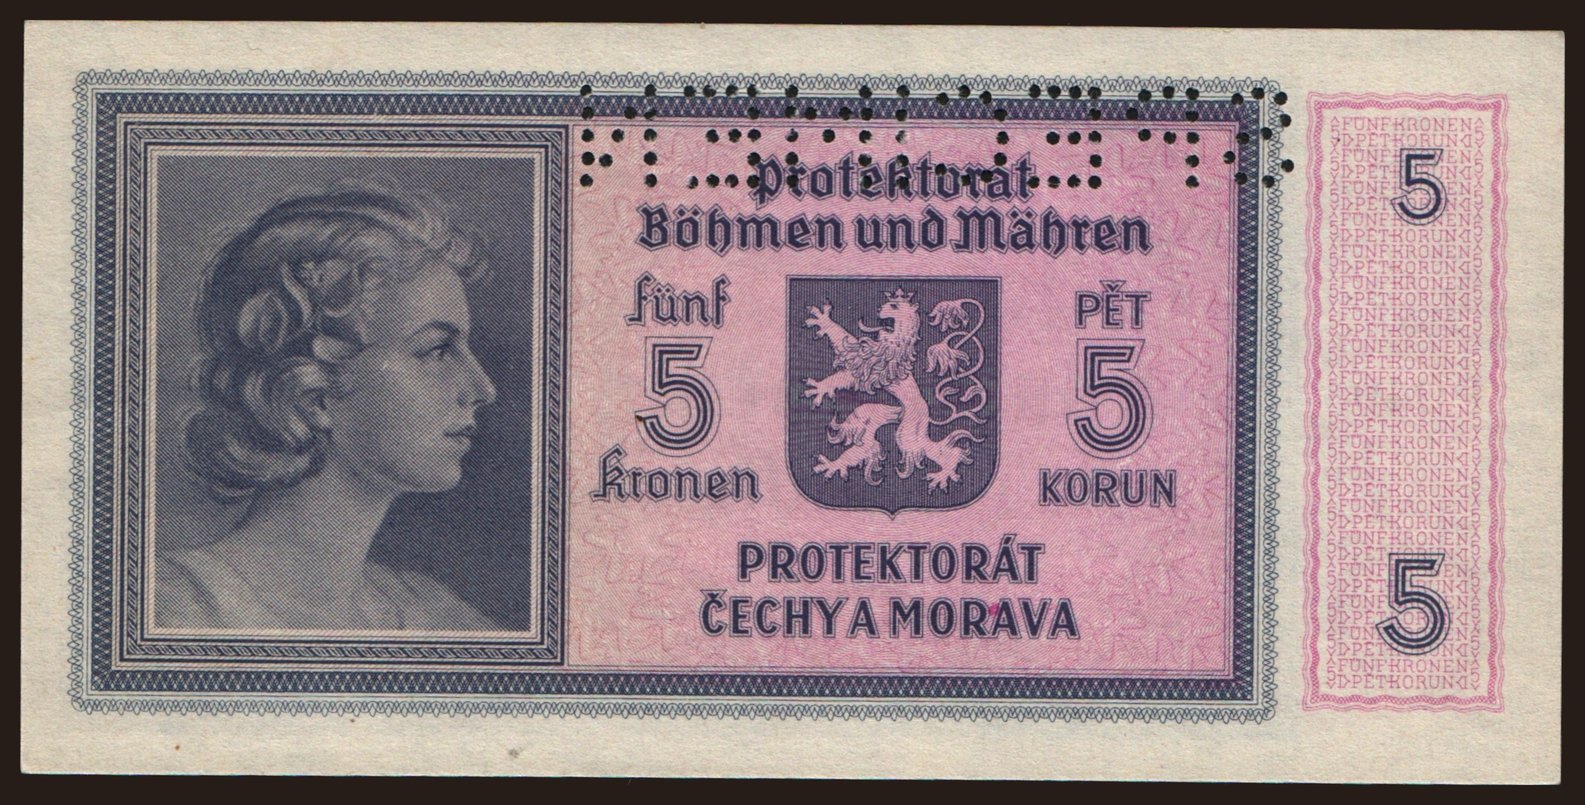 Protektorat
Böhmen und Mähren
fünf
5
Kronen
PĚT
5
KORUN
PROTEKTORÁT
ČECHY A MORAVA
5
5